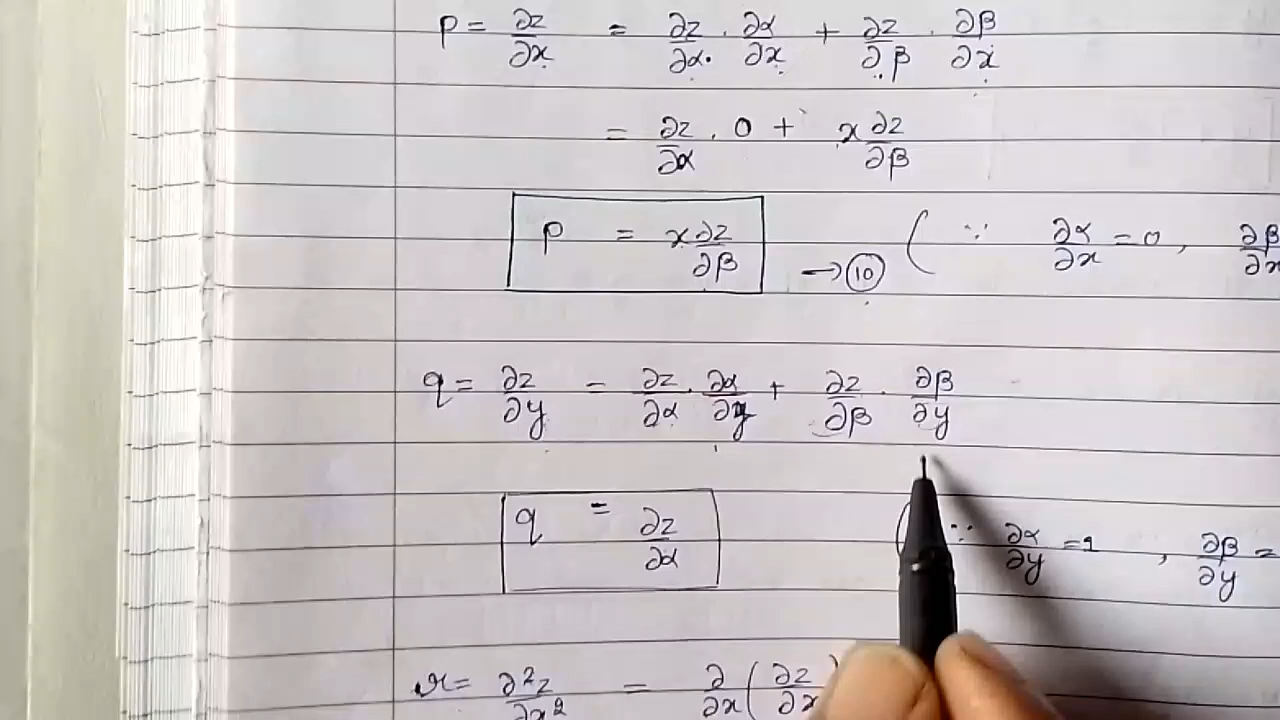 p = ∂z/∂x = ∂z/∂α . ∂α/∂x + ∂z/∂β . ∂β/∂x
= ∂z/∂α . 0 + x ∂z/∂β
p = x ∂z/∂β → 10 ( ∵ ∂α/∂x = 0 , ∂β/∂x
q = ∂z/∂y = ∂z/∂α . ∂α/∂y + ∂z/∂β . ∂β/∂y
q = ∂z/∂α ( ∵ ∂α/∂y = 1 , ∂β/∂y =
r = ∂²z/∂x² = ∂/∂x ( ∂z/∂x )